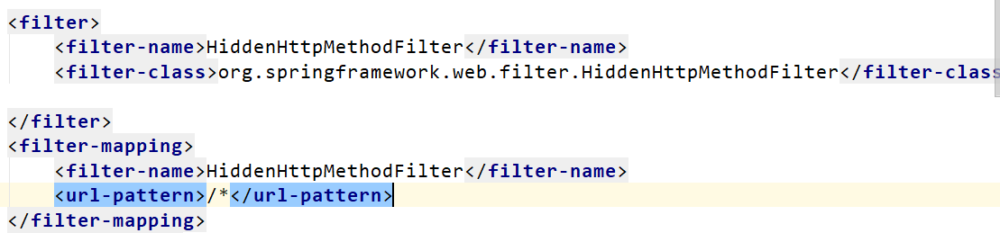 <filter>
<filter-name>HiddenHttpMethodFilter</filter-name>
<filter-class>org.springframework.web.filter.HiddenHttpMethodFilter</filter-class
</filter>
<filter-mapping>
<filter-name>HiddenHttpMethodFilter</filter-name>
<url-pattern>/*</url-pattern>
</filter-mapping>